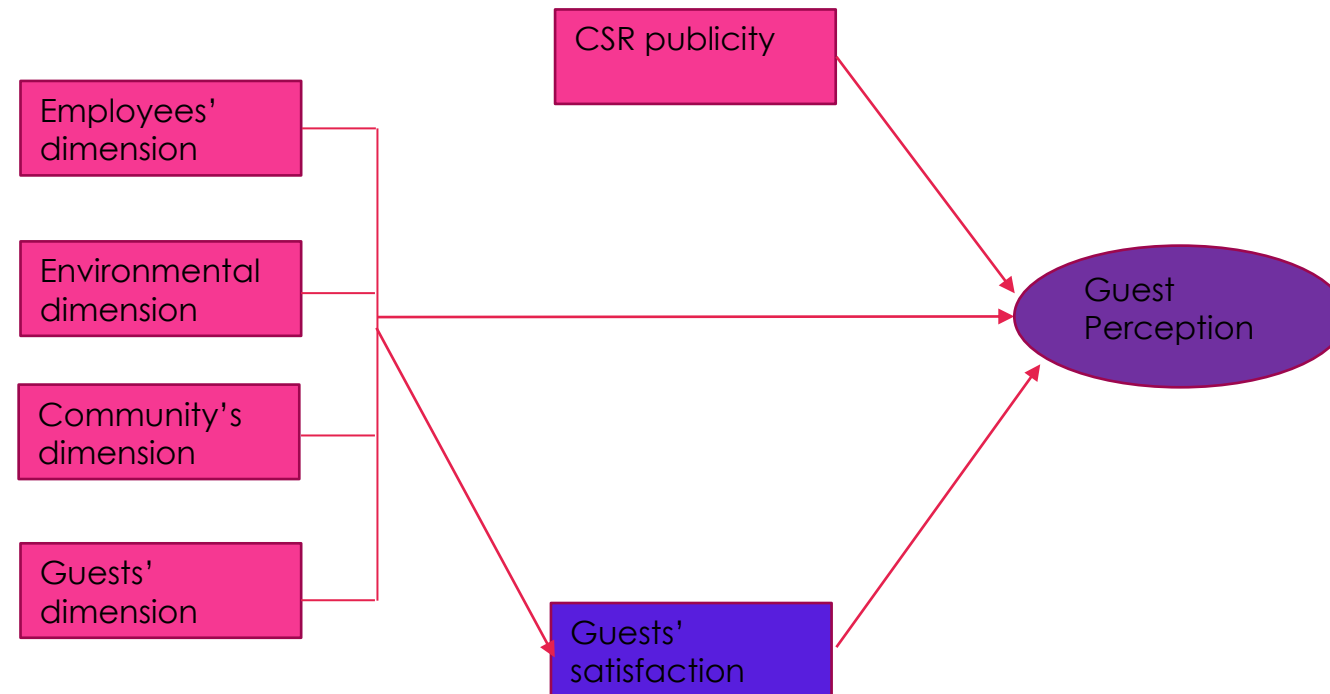 CSR publicity
Employees’
dimension
Environmental
dimension
Community’s
dimension
Guests’
dimension
Guest
Perception
Guests’
satisfaction